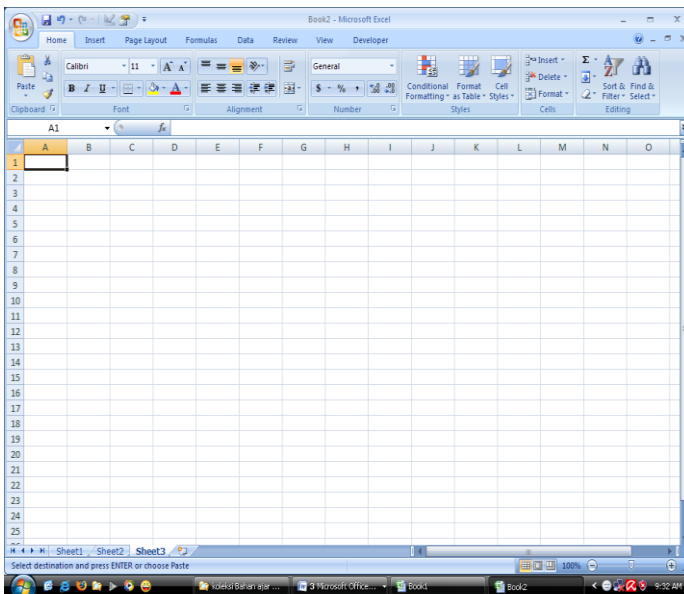 Book2 - Microsoft Excel
Home Insert Page Layout Formulas Data Review View Developer
Calibri 11 A A General Insert Σ
Paste B I U A $ % , Conditional Formatting Format as Table Cell Styles Delete Format Sort & Filter Find & Select
Clipboard Font Alignment Number Styles Cells Editing
A1 fx
A B C D E F G H I J K L M N O
1
2
3
4
5
6
7
8
9
10
11
12
13
14
15
16
17
18
19
20
21
22
23
24
25
Sheet1 Sheet2 Sheet3
Select destination and press ENTER or choose Paste 100%
koleksi Bahan ajar ... 3 Microsoft Office... Book1 Book2 9:32 AM